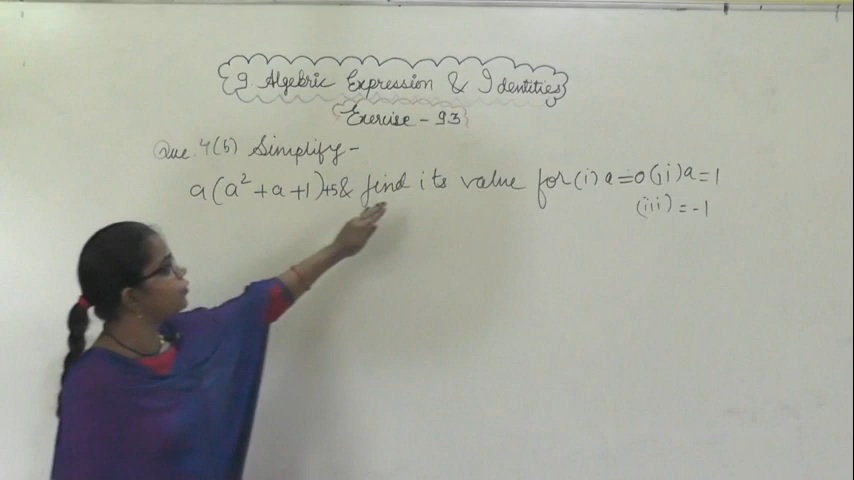 9. Algebric Expression & Identities
Exercise - 9.3
Que. 4(b) Simplify -
a(a² + a + 1) + 5 & find its value for (i) a = 0 (ii) a = 1
(iii) = -1